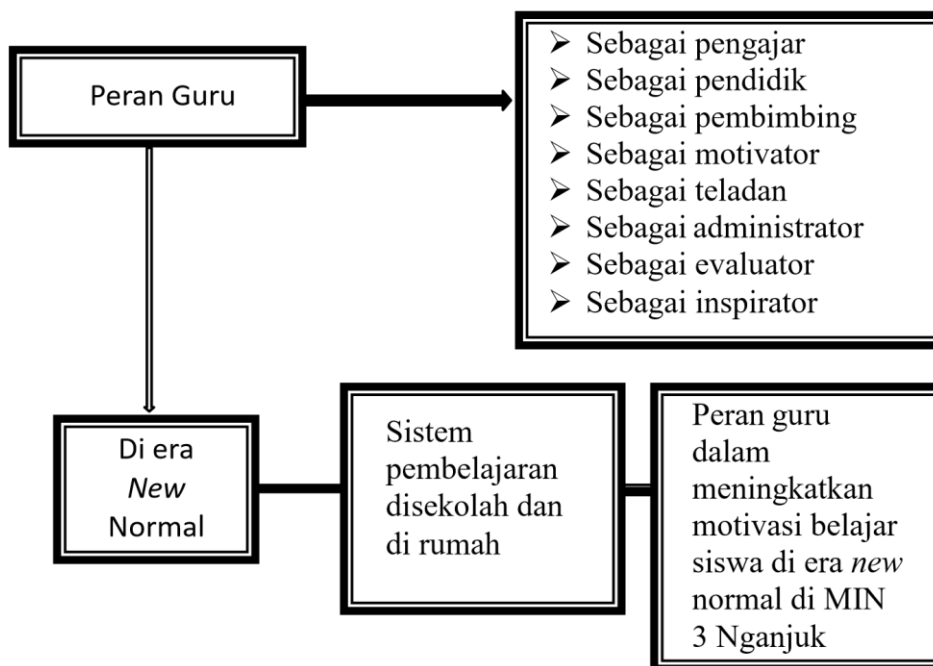 Peran Guru
➢ Sebagai pengajar
➢ Sebagai pendidik
➢ Sebagai pembimbing
➢ Sebagai motivator
➢ Sebagai teladan
➢ Sebagai administrator
➢ Sebagai evaluator
➢ Sebagai inspirator
Di era
New
Normal
Sistem
pembelajaran
disekolah dan
di rumah
Peran guru
dalam
meningkatkan
motivasi belajar
siswa di era new
normal di MIN
3 Nganjuk